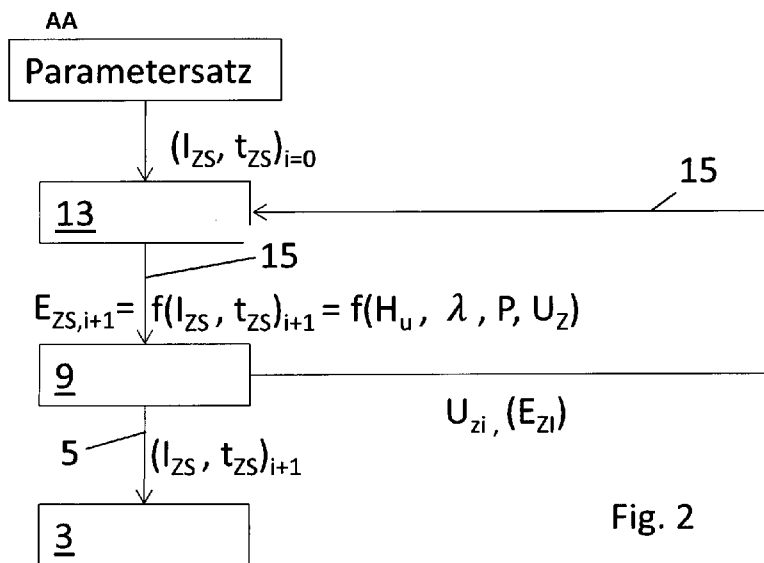 AA
Parametersatz
(I_ZS, t_ZS)_i=0
13
15
15
E_ZS,i+1 = f(I_ZS, t_ZS)_i+1 = f(H_u, λ, P, U_Z)
9
U_zi, (E_ZI)
5
(I_ZS, t_ZS)_i+1
3
Fig. 2